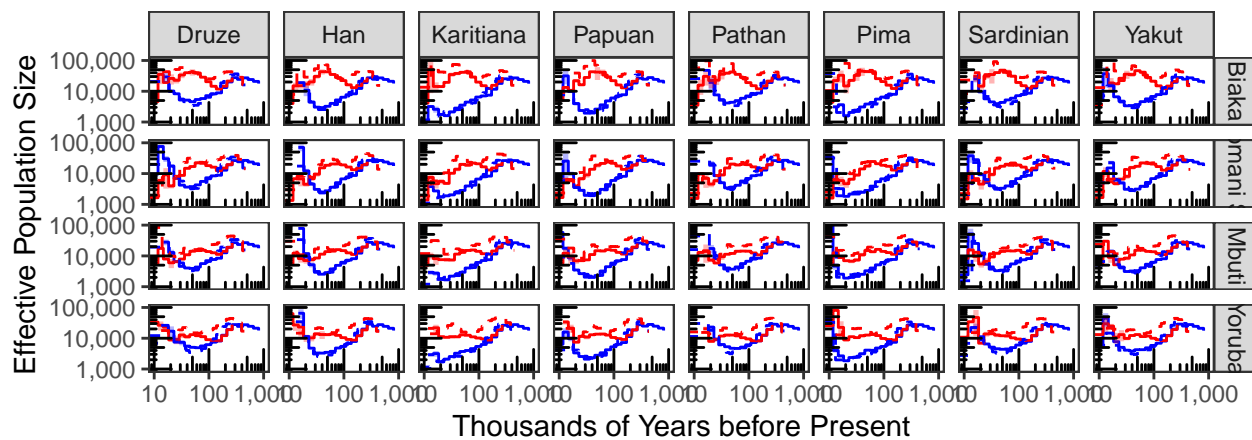 Druze Han Karitiana Papuan Pathan Pima Sardinian Yakut
Effective Population Size
100,000
10,000
1,000
Biaka
100,000
10,000
1,000
100,000
10,000
1,000
Mbuti
100,000
10,000
1,000
Yoruba
10 100 1,000 100 1,000 100 1,000 100 1,000 100 1,000 100 1,000 100 1,000 100 1,000
Thousands of Years before Present